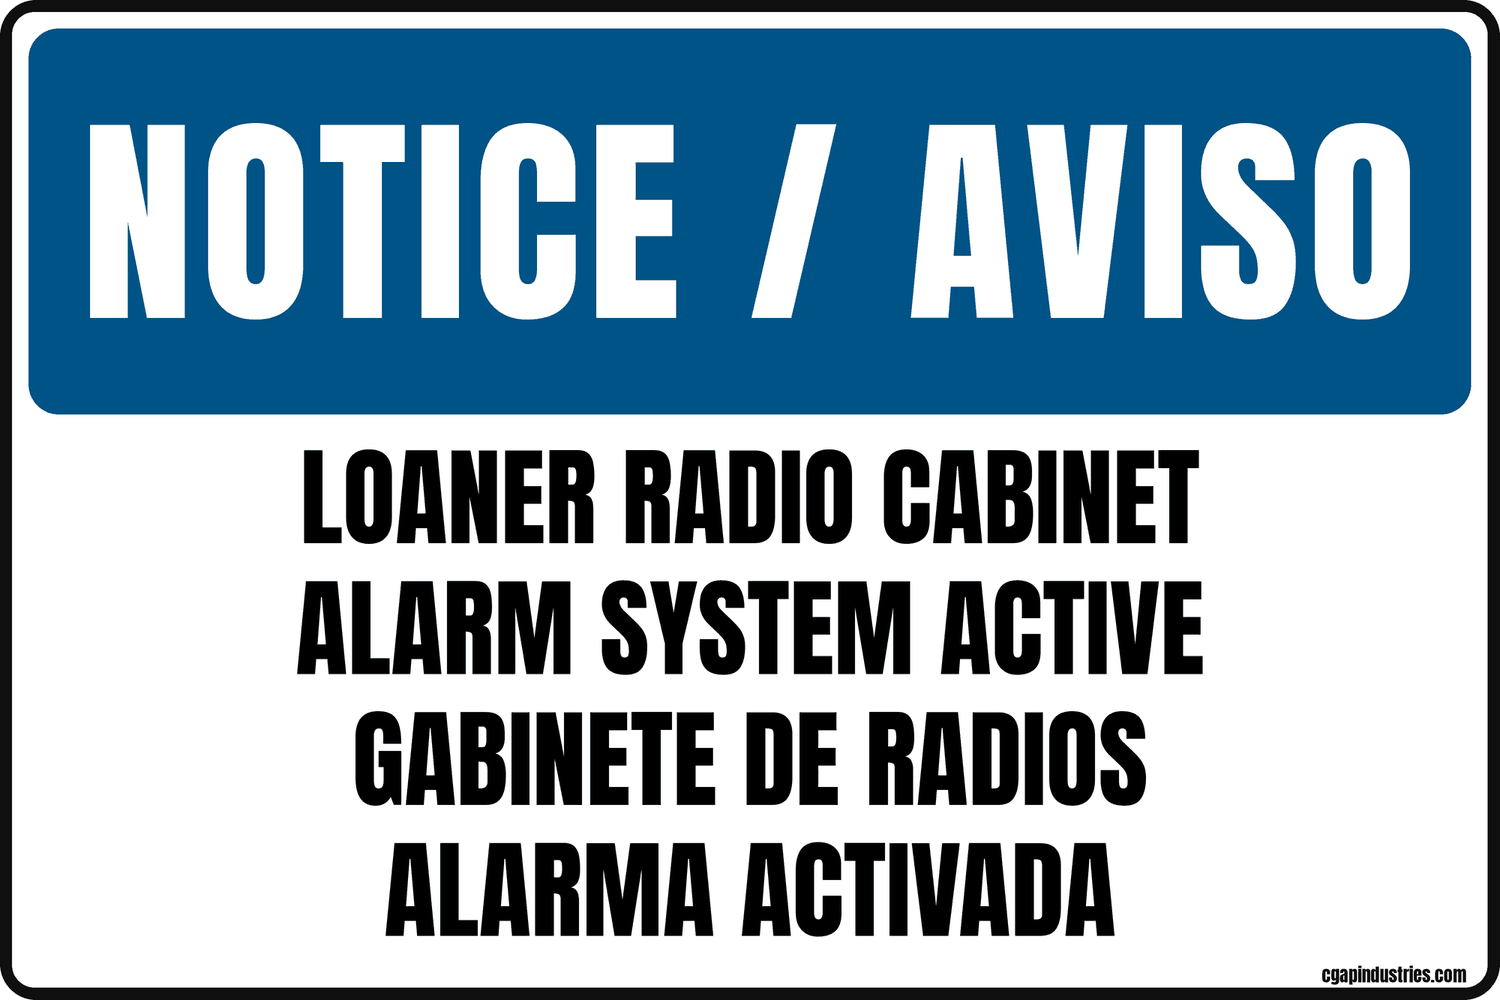 NOTICE / AVISO
LOANER RADIO CABINET
ALARM SYSTEM ACTIVE
GABINETE DE RADIOS
ALARMA ACTIVADA
cgapindustries.com